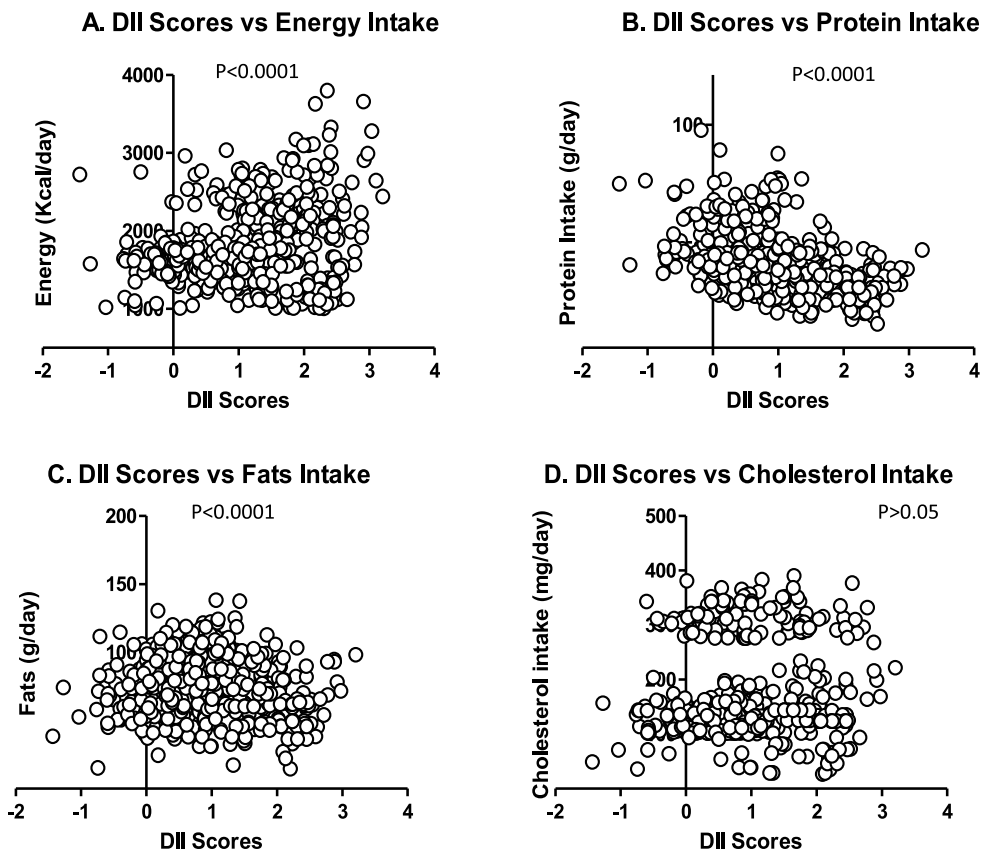 A. DII Scores vs Energy Intake
P<0.0001
4000
3000
2000
1000
Energy (Kcal/day)
-2 -1 0 1 2 3 4
DII Scores
B. DII Scores vs Protein Intake
P<0.0001
100
Protein Intake (g/day)
-2 -1 0 1 2 3 4
DII Scores
C. DII Scores vs Fats Intake
P<0.0001
200
150
100
Fats (g/day)
-2 -1 0 1 2 3 4
DII Scores
D. DII Scores vs Cholesterol Intake
P>0.05
500
400
300
200
Cholesterol intake (mg/day)
-2 -1 0 1 2 3 4
DII Scores